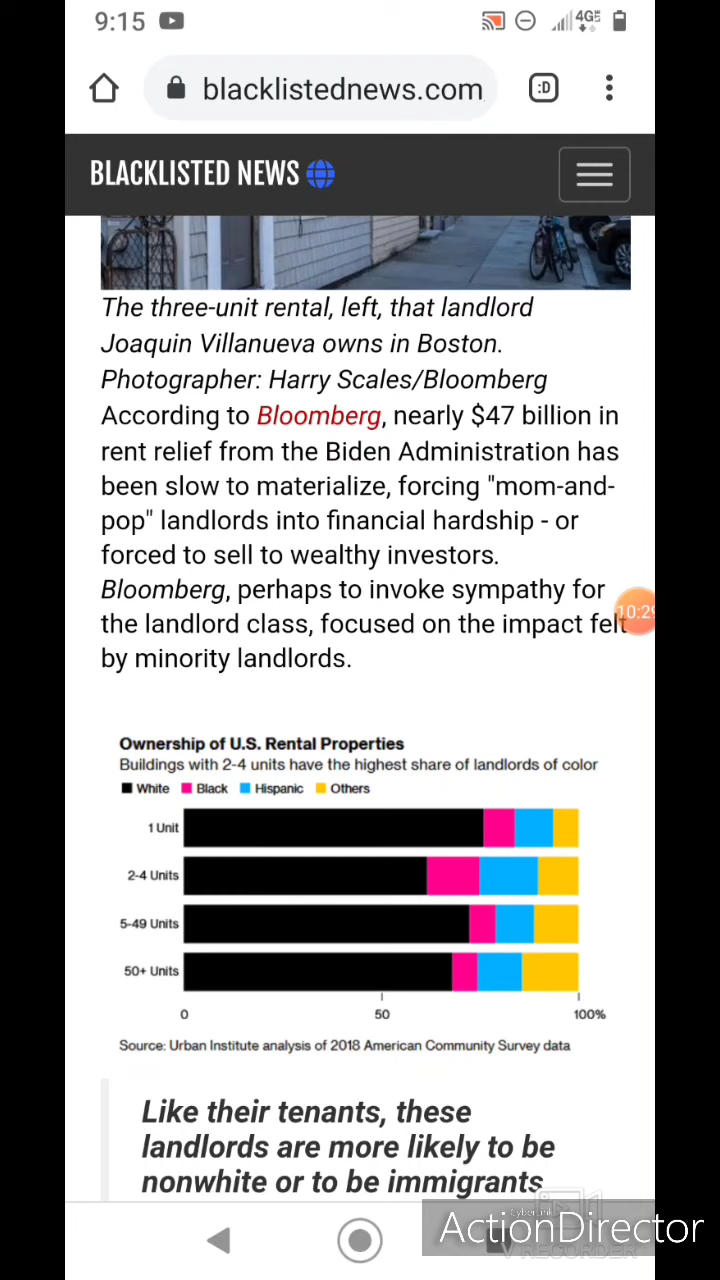 9:15
4G
blacklistednews.com
:D
BLACKLISTED NEWS
The three-unit rental, left, that landlord
Joaquin Villanueva owns in Boston.
Photographer: Harry Scales/Bloomberg
According to Bloomberg, nearly $47 billion in
rent relief from the Biden Administration has
been slow to materialize, forcing "mom-and-
pop" landlords into financial hardship - or
forced to sell to wealthy investors.
Bloomberg, perhaps to invoke sympathy for
the landlord class, focused on the impact felt
by minority landlords.
10:29
Ownership of U.S. Rental Properties
Buildings with 2-4 units have the highest share of landlords of color
White Black Hispanic Others
1 Unit
2-4 Units
5-49 Units
50+ Units
0 50 100%
Source: Urban Institute analysis of 2018 American Community Survey data
Like their tenants, these
landlords are more likely to be
nonwhite or to be immigrants
CyberLink
ActionDirector
RECORDER